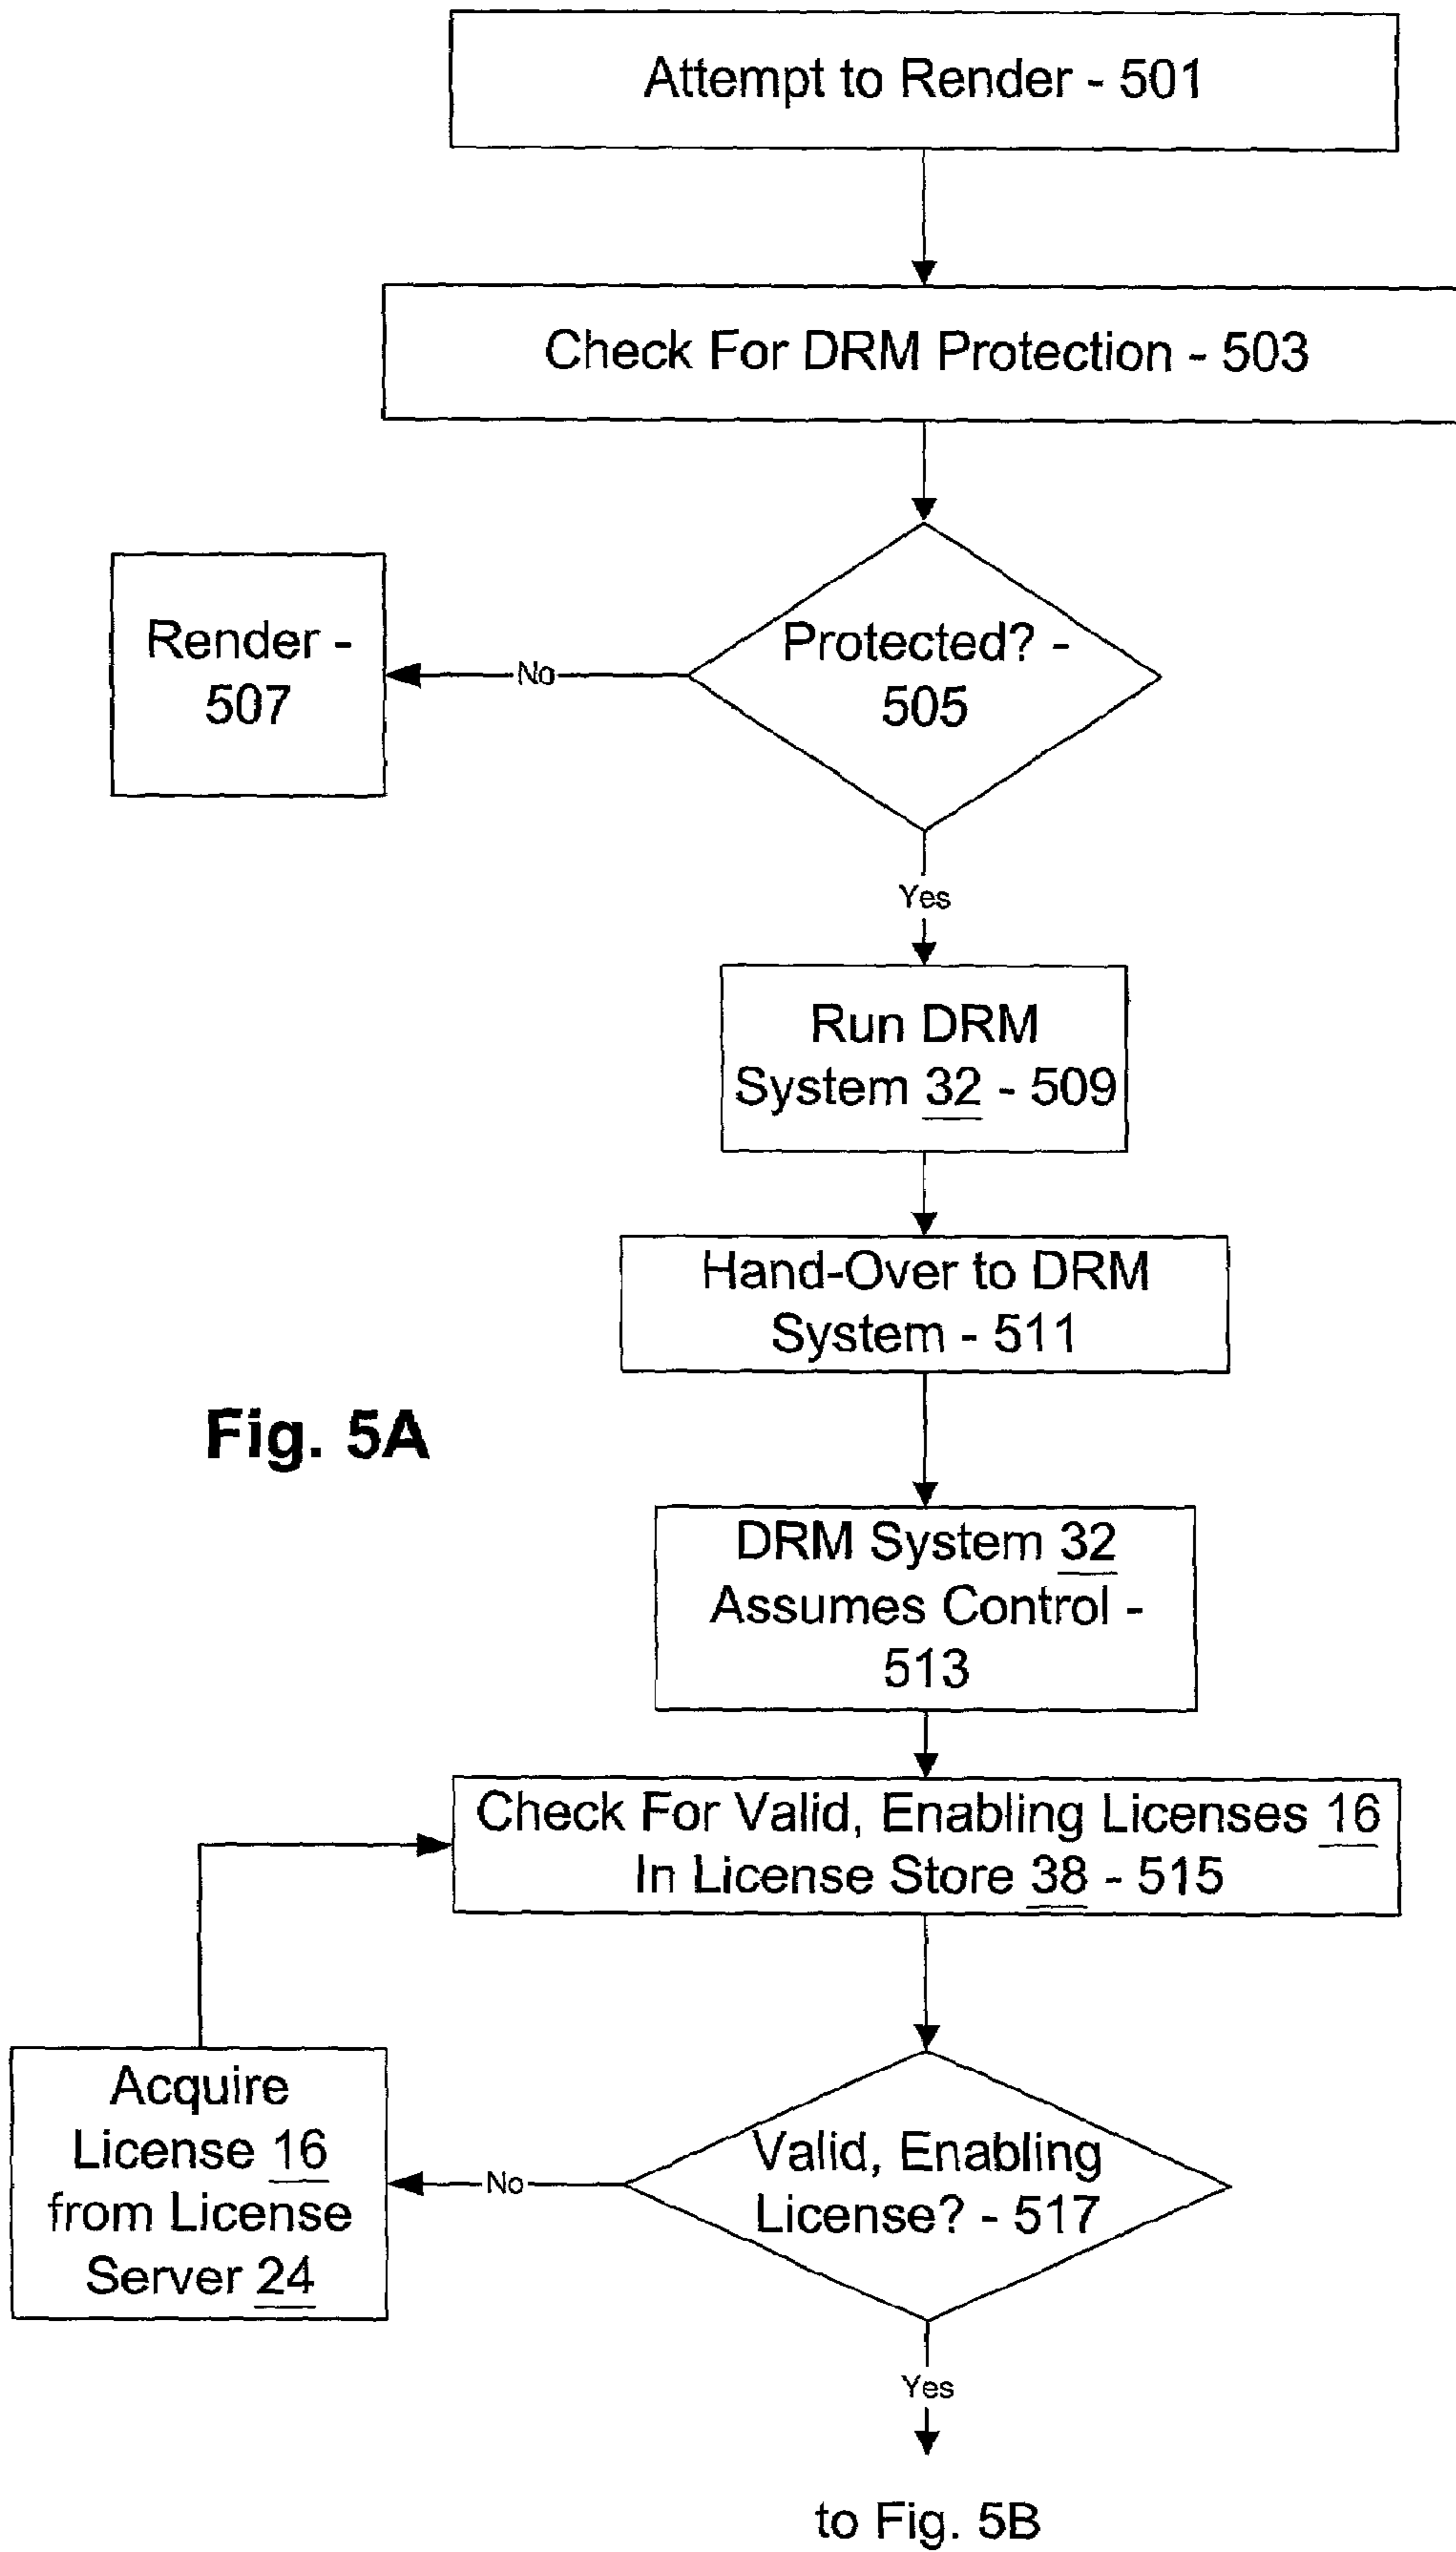 Attempt to Render - 501
Check For DRM Protection - 503
Render -
507
No
Protected? -
505
Yes
Run DRM
System 32 - 509
Hand-Over to DRM
System - 511
Fig. 5A
DRM System 32
Assumes Control -
513
Check For Valid, Enabling Licenses 16
In License Store 38 - 515
Acquire
License 16
from License
Server 24
No
Valid, Enabling
License? - 517
Yes
to Fig. 5B